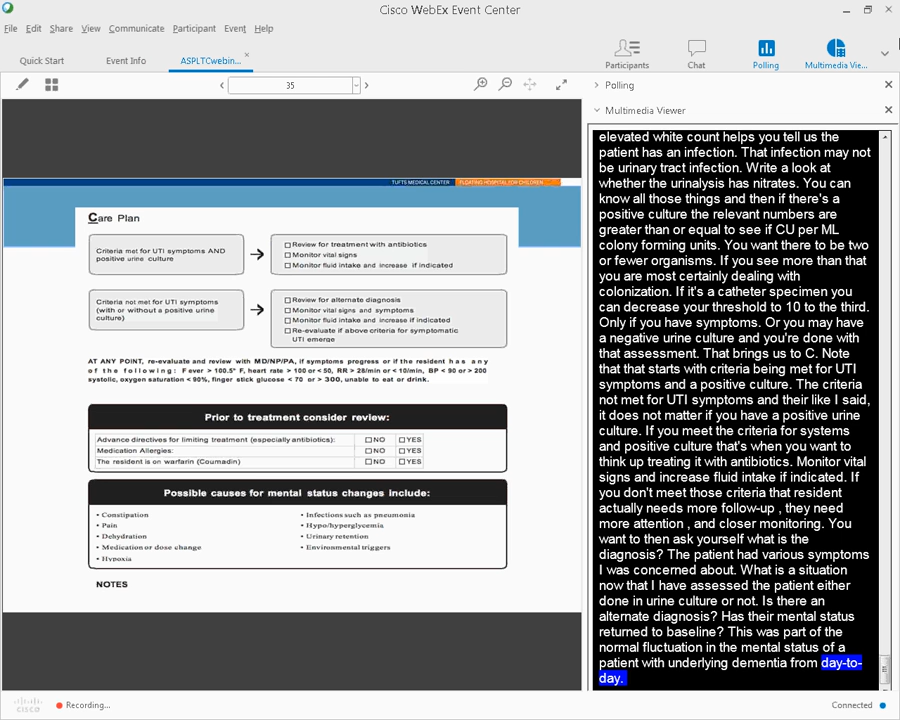 Cisco WebEx Event Center
File Edit Share View Communicate Participant Event Help
Quick Start
Event Info
ASPLTCwebin...
Participants
Chat
Polling
Multimedia Vie...
35
Polling
Multimedia Viewer
TUFTS MEDICAL CENTER
FLOATING HOSPITAL FOR CHILDREN
Care Plan
Criteria met for UTI symptoms AND
positive urine culture
Review for treatment with antibiotics
Monitor vital signs
Monitor fluid intake and increase if indicated
Criteria not met for UTI symptoms
(with or without a positive urine
culture)
Review for alternate diagnosis
Monitor vital signs and symptoms
Monitor fluid intake and increase if indicated
Re-evaluate if above criteria for symptomatic
UTI emerge
AT ANY POINT, re-evaluate and review with MD/NP/PA, if symptoms progress or if the resident has any
of the following: Fever > 100.5° F, heart rate > 100 or < 50, RR > 28/min or < 10/min, BP < 90 or > 200
systolic, oxygen saturation < 90%, finger stick glucose < 70 or > 300, unable to eat or drink.
Prior to treatment consider review:
Advance directives for limiting treatment (especially antibiotics): NO YES
Medication Allergies: NO YES
The resident is on warfarin (Coumadin) NO YES
Possible causes for mental status changes include:
• Constipation
• Pain
• Dehydration
• Medication or dose change
• Hypoxia
• Infections such as pneumonia
• Hypo/hyperglycemia
• Urinary retention
• Environmental triggers
NOTES
elevated white count helps you tell us the
patient has an infection. That infection may not
be urinary tract infection. Write a look at
whether the urinalysis has nitrates. You can
know all those things and then if there's a
positive culture the relevant numbers are
greater than or equal to see if CU per ML
colony forming units. You want there to be two
or fewer organisms. If you see more than that
you are most certainly dealing with
colonization. If it's a catheter specimen you
can decrease your threshold to 10 to the third.
Only if you have symptoms. Or you may have
a negative urine culture and you're done with
that assessment. That brings us to C. Note
that that starts with criteria being met for UTI
symptoms and a positive culture. The criteria
not met for UTI symptoms and their like I said,
it does not matter if you have a positive urine
culture. If you meet the criteria for systems
and positive culture that's when you want to
think up treating it with antibiotics. Monitor vital
signs and increase fluid intake if indicated. If
you don't meet those criteria that resident
actually needs more follow-up , they need
more attention , and closer monitoring. You
want to then ask yourself what is the
diagnosis? The patient had various symptoms
I was concerned about. What is a situation
now that I have assessed the patient either
done in urine culture or not. Is there an
alternate diagnosis? Has their mental status
returned to baseline? This was part of the
normal fluctuation in the mental status of a
patient with underlying dementia from day-to-
day.
cisco
Recording...
Connected